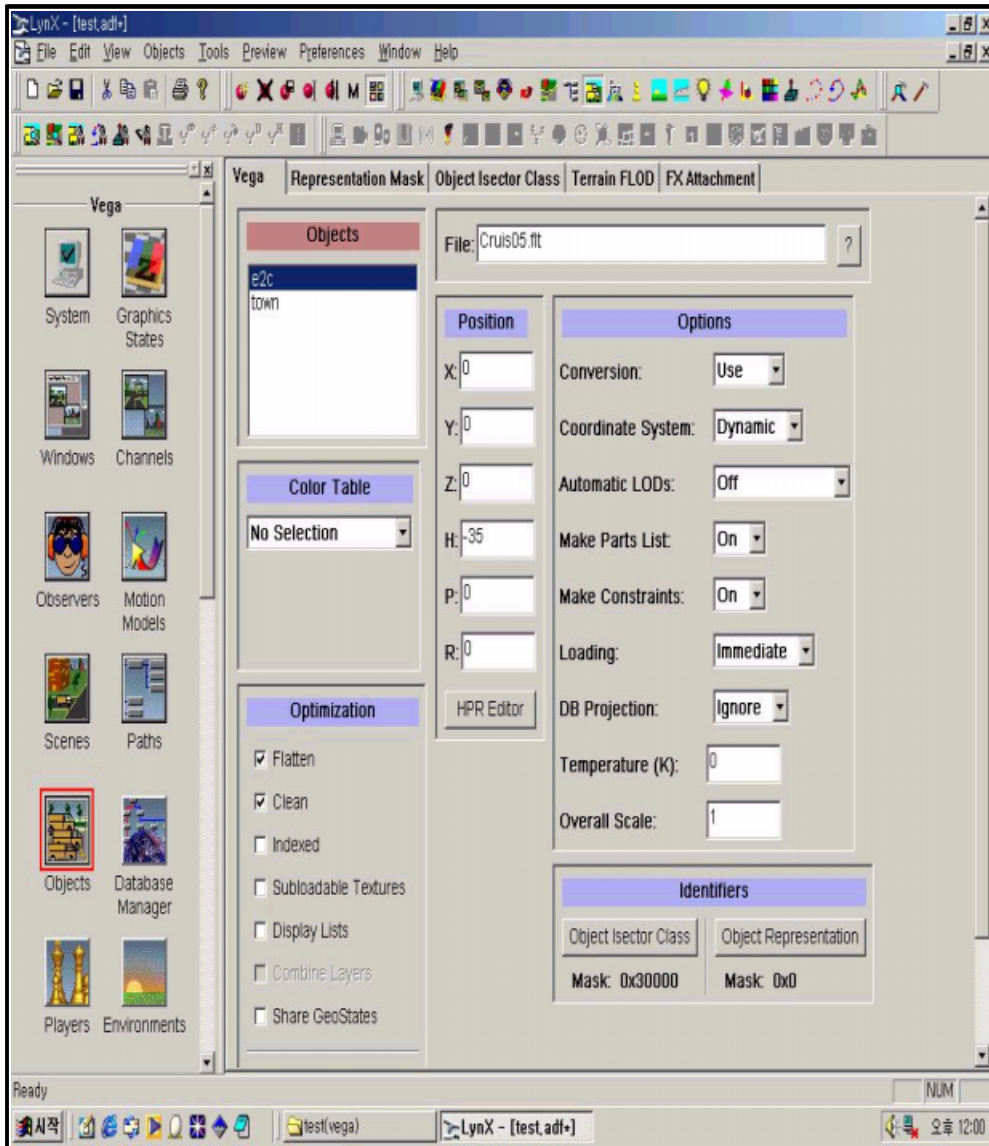 LynX - [test,adf+]
File Edit View Objects Tools Preview Preferences Window Help
M
Vega
Vega Representation Mask Object Isector Class Terrain FLOD FX Attachment
System
Graphics States
Windows
Channels
Observers
Motion Models
Scenes
Paths
Objects
Database Manager
Players
Environments
Objects
e2c
town
File: Cruis05.flt
?
Color Table
No Selection
Optimization
Flatten
Clean
Indexed
Subloadable Textures
Display Lists
Combine Layers
Share GeoStates
Position
X: 0
Y: 0
Z: 0
H: -35
P: 0
R: 0
HPR Editor
Options
Conversion: Use
Coordinate System: Dynamic
Automatic LODs: Off
Make Parts List: On
Make Constraints: On
Loading: Immediate
DB Projection: Ignore
Temperature (K): 0
Overall Scale: 1
Identifiers
Object Isector Class Object Representation
Mask: 0x30000 Mask: 0x0
Ready NUM
시작 test(vega) LynX - [test,adf+] 오후 12:00